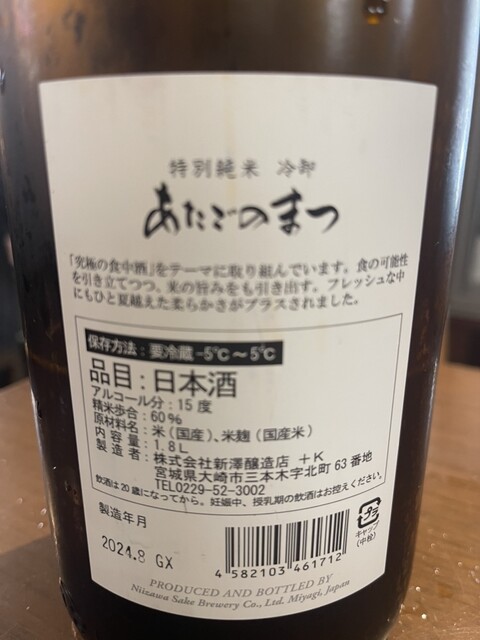 特別純米 冷卸
あたごのまつ
「究極の食中酒」をテーマに取り組んでいます。食の可能性
を引き立てつつ、米の旨みをも引き出す。フレッシュな中
にもひと夏越えた柔らかさがプラスされました。
保存方法:要冷蔵-5℃～5℃
品目:日本酒
アルコール分:15度
精米歩合:60%
原材料名:米(国産)、米麹(国産米)
内容量:1.8L
製造者:株式会社新澤醸造店 +K
宮城県大崎市三本木字北町63番地
TEL0229-52-3002
飲酒は20歳になってから。妊娠中、授乳期の飲酒はお控えください。
製造年月
2024.8 GX
4 582103 461712
プラ
キャップ
(中栓)
PRODUCED AND BOTTLED BY
Niizawa Sake Brewery Co., Ltd. Miyagi, Japan